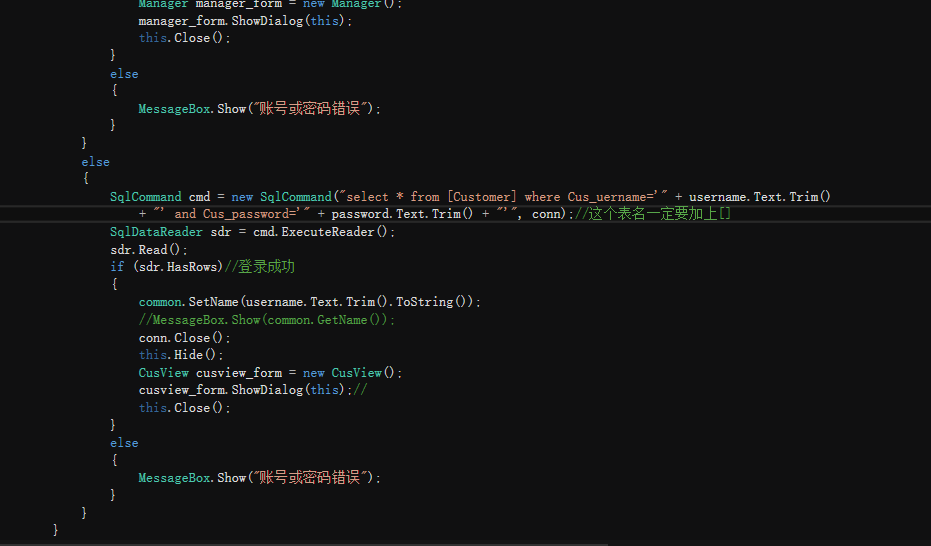 Manager manager_form = new Manager();
manager_form.ShowDialog(this);
this.Close();
}
else
{
MessageBox.Show("账号或密码错误");
}
}
else
{
SqlCommand cmd = new SqlCommand("select * from [Customer] where Cus_uername='" + username.Text.Trim()
+ "' and Cus_password='" + password.Text.Trim() + "'", conn);//这个表名一定要加上[]
SqlDataReader sdr = cmd.ExecuteReader();
sdr.Read();
if (sdr.HasRows)//登录成功
{
common.SetName(username.Text.Trim().ToString());
//MessageBox.Show(common.GetName());
conn.Close();
this.Hide();
CusView cusview_form = new CusView();
cusview_form.ShowDialog(this);//
this.Close();
}
else
{
MessageBox.Show("账号或密码错误");
}
}
}